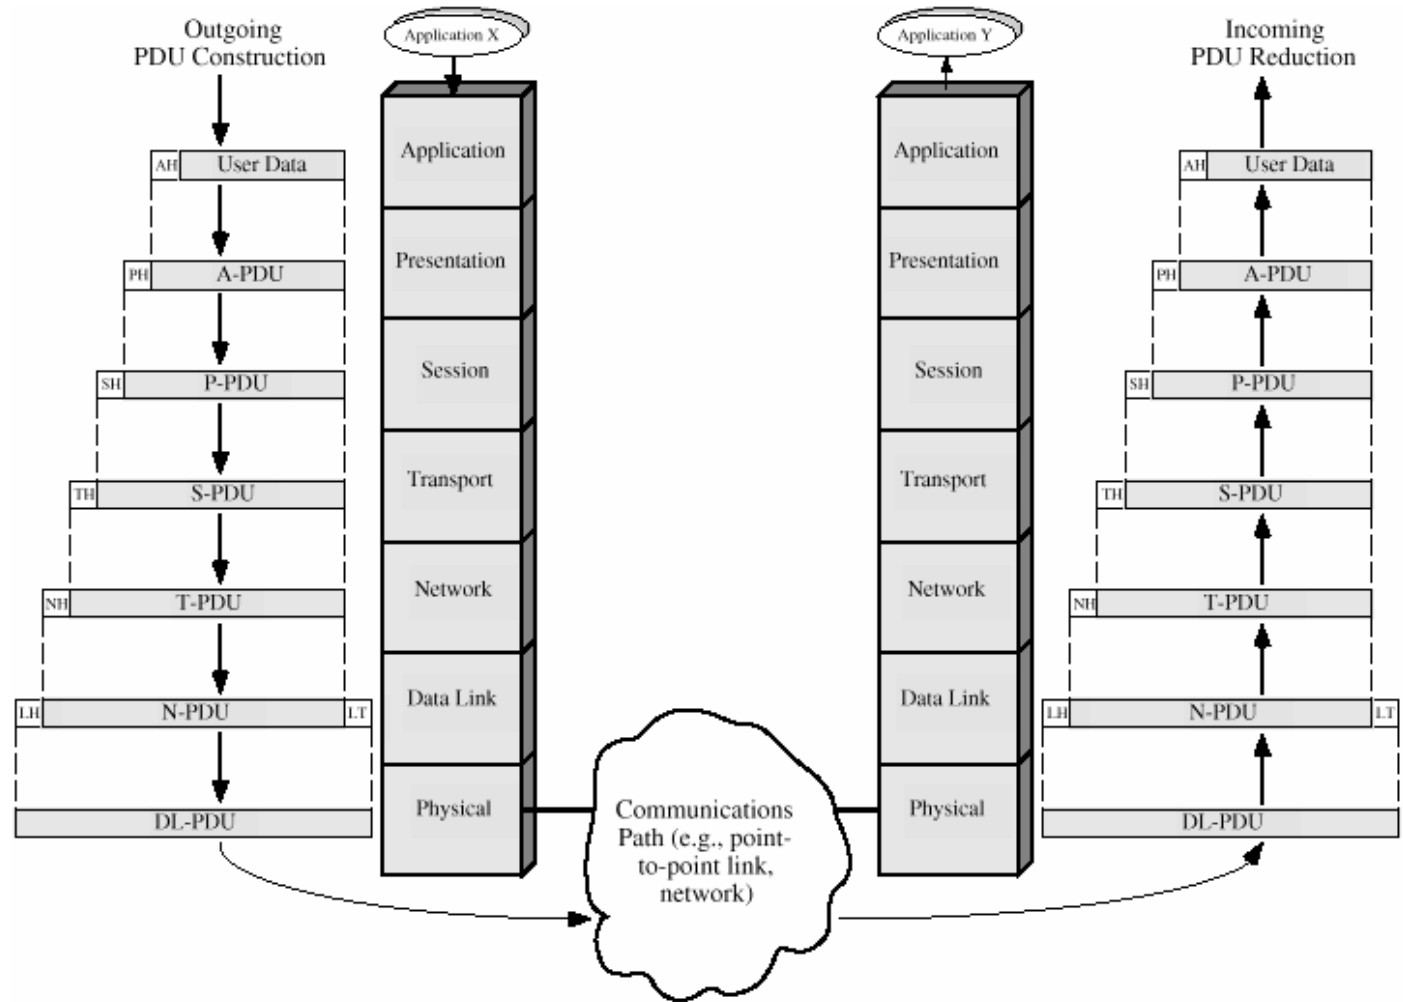 Outgoing
PDU Construction
Application X
Application Y
Incoming
PDU Reduction
AH User Data
Application
Application
AH User Data
PH A-PDU
Presentation
Presentation
PH A-PDU
SH P-PDU
Session
Session
SH P-PDU
TH S-PDU
Transport
Transport
TH S-PDU
NH T-PDU
Network
Network
NH T-PDU
LH N-PDU LT
Data Link
Data Link
LH N-PDU LT
DL-PDU
Physical
Communications
Path (e.g., point-
to-point link,
network)
Physical
DL-PDU